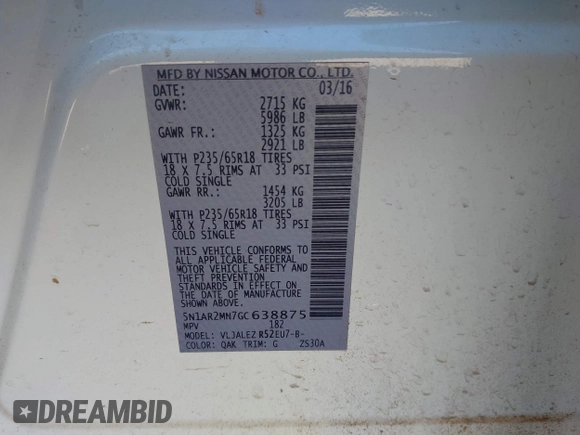 MFD BY NISSAN MOTOR CO., LTD.
DATE: 03/16
GVWR: 2715 KG
5986 LB
GAWR FR.: 1325 KG
2921 LB
WITH P235/65R18 TIRES
18 X 7.5 RIMS AT 33 PSI
COLD SINGLE
GAWR RR.: 1454 KG
3205 LB
WITH P235/65R18 TIRES
18 X 7.5 RIMS AT 33 PSI
COLD SINGLE
THIS VEHICLE CONFORMS TO
ALL APPLICABLE FEDERAL
MOTOR VEHICLE SAFETY AND
THEFT PREVENTION
STANDARDS IN EFFECT ON
THE DATE OF MANUFACTURE
SHOWN ABOVE.
5N1AR2MN7GC638875
MPV 182
MODEL: VLJALEZ RS2EU7-B-
COLOR: QAK TRIM: G ZS30A
DREAMBID